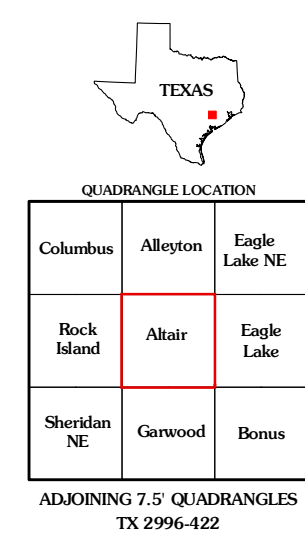 TEXAS
QUADRANGLE LOCATION
Columbus
Alleyton
Eagle
Lake NE
Rock
Island
Altair
Eagle
Lake
Sheridan
NE
Garwood
Bonus
ADJOINING 7.5' QUADRANGLES
TX 2996-422